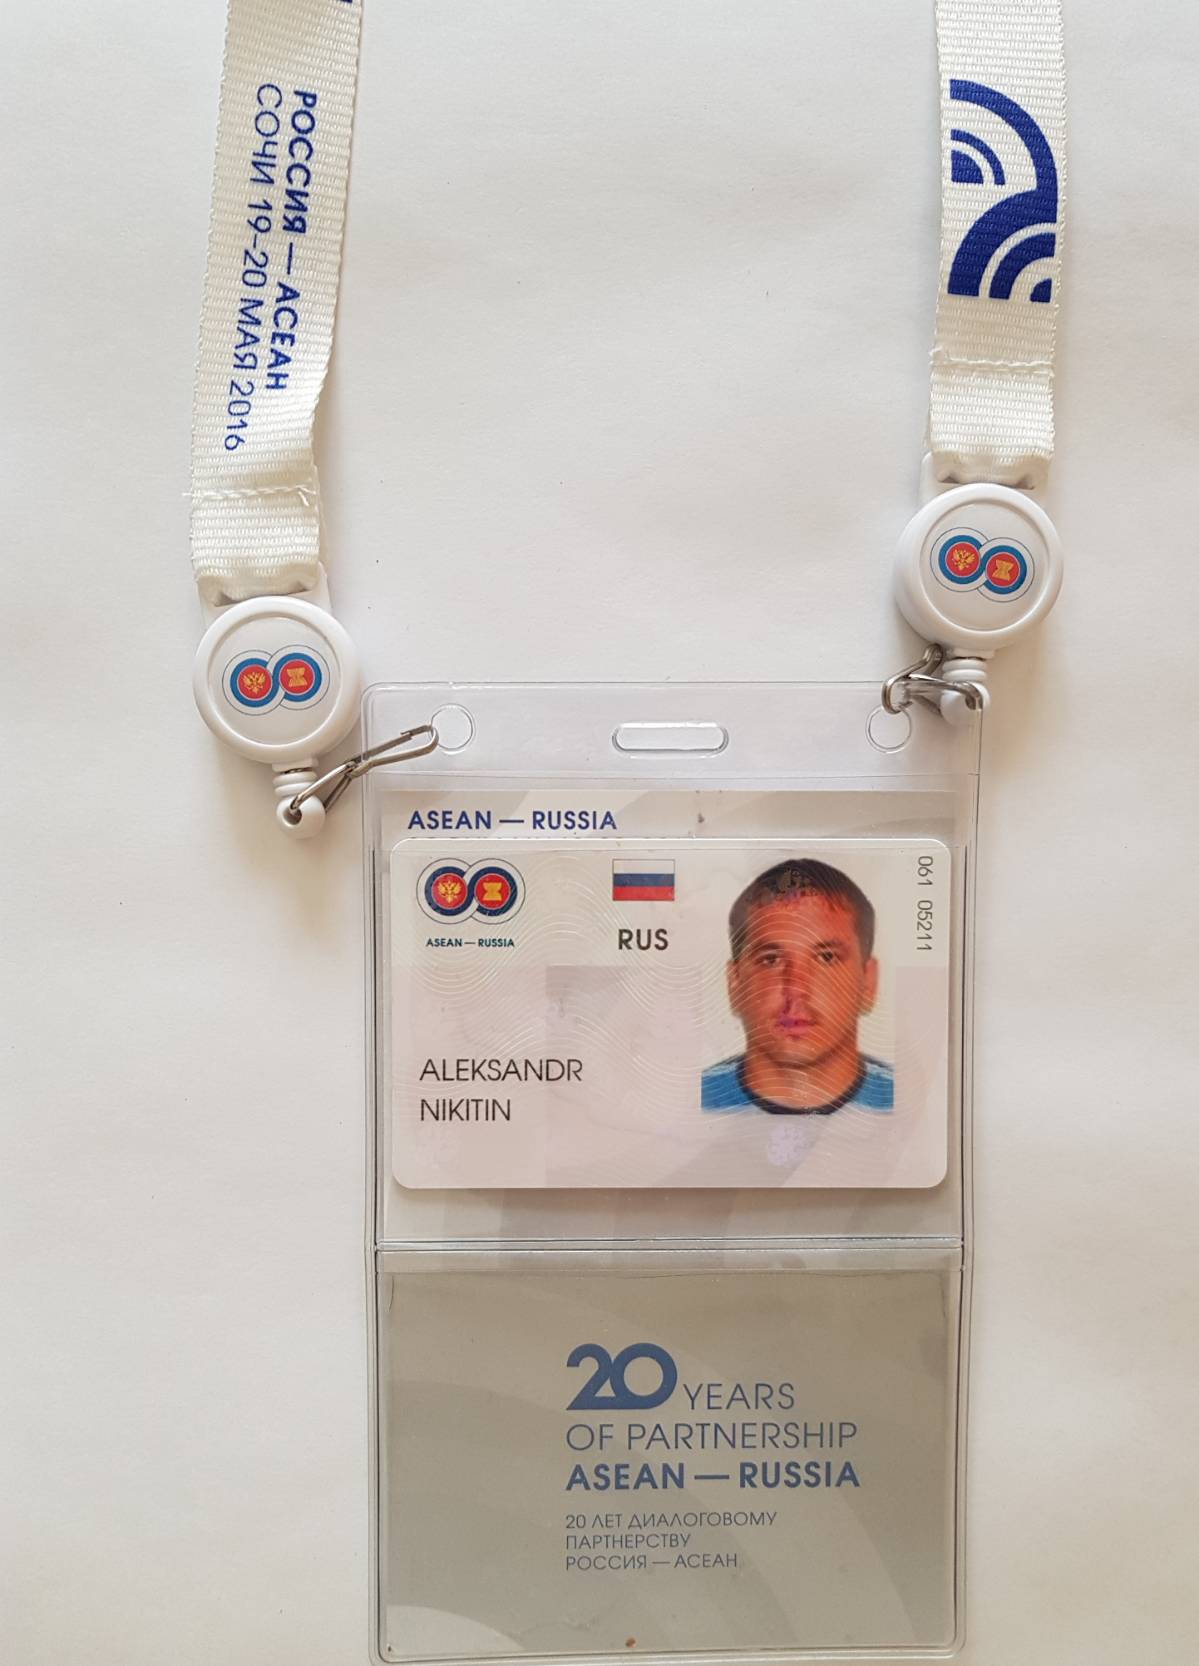 РОССИЯ — АСЕАН
СОЧИ 19-20 МАЯ 2016
ASEAN — RUSSIA
ASEAN — RUSSIA
RUS
061 05211
ALEKSANDR
NIKITIN
20 YEARS
OF PARTNERSHIP
ASEAN — RUSSIA
20 ЛЕТ ДИАЛОГОВОМУ
ПАРТНЕРСТВУ
РОССИЯ — АСЕАН